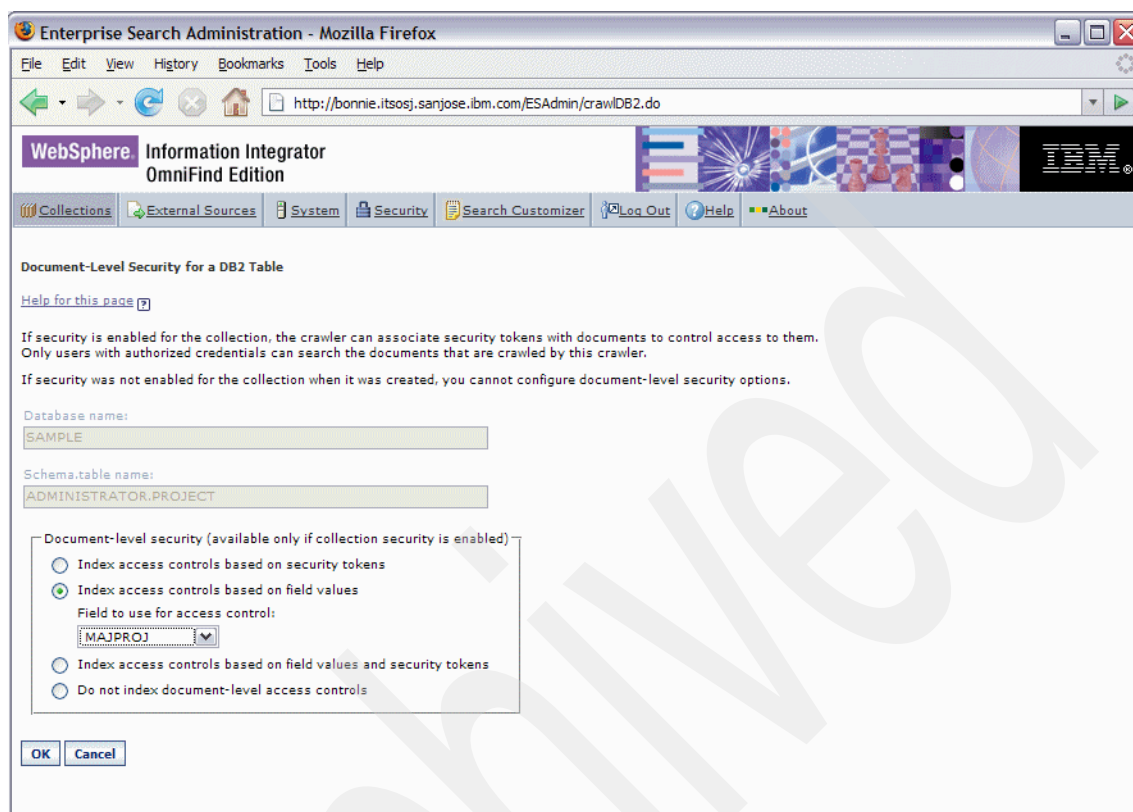 Enterprise Search Administration - Mozilla Firefox
File Edit View History Bookmarks Tools Help
http://bonnie.itsosj.sanjose.ibm.com/ESAdmin/crawlDB2.do
WebSphere. Information Integrator
OmniFind Edition
IBM®
Collections External Sources System Security Search Customizer Log Out Help About
Document-Level Security for a DB2 Table
Help for this page ?
If security is enabled for the collection, the crawler can associate security tokens with documents to control access to them.
Only users with authorized credentials can search the documents that are crawled by this crawler.
If security was not enabled for the collection when it was created, you cannot configure document-level security options.
Database name:
SAMPLE
Schema.table name:
ADMINISTRATOR.PROJECT
Document-level security (available only if collection security is enabled)
Index access controls based on security tokens
Index access controls based on field values
Field to use for access control:
MAJPROJ
Index access controls based on field values and security tokens
Do not index document-level access controls
OK Cancel
hived